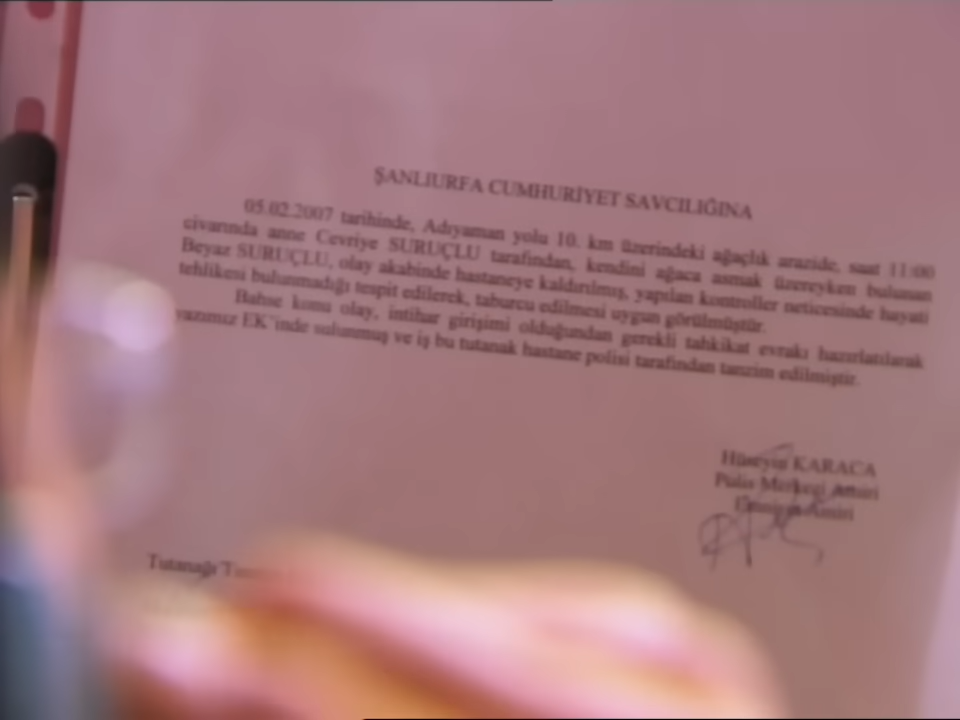 ŞANLIURFA CUMHURİYET SAVCILIĞINA
05.02.2007 tarihinde, Adıyaman yolu 10. km üzerindeki ağaçlık arazide, saat 11:00
civarında anne Cevriye SURUÇLU tarafından, kendini ağaca asmak üzereyken bulunan
Beyaz SURUÇLU, olay akabinde hastaneye kaldırılmış, yapılan kontroller neticesinde hayati
tehlikesi bulunmadığı tespit edilerek, taburcu edilmesi uygun görülmüştür.
Bahse konu olay, intihar girişimi olduğundan gerekli tahkikat evrakı hazırlatılarak
yazımız EK'inde sulunmuş ve iş bu tutanak hastane polisi tarafından tanzim edilmiştir.
Hüseyin KARACA
Polis Merkezi Amiri
Emniyet Amiri
Tutanağı